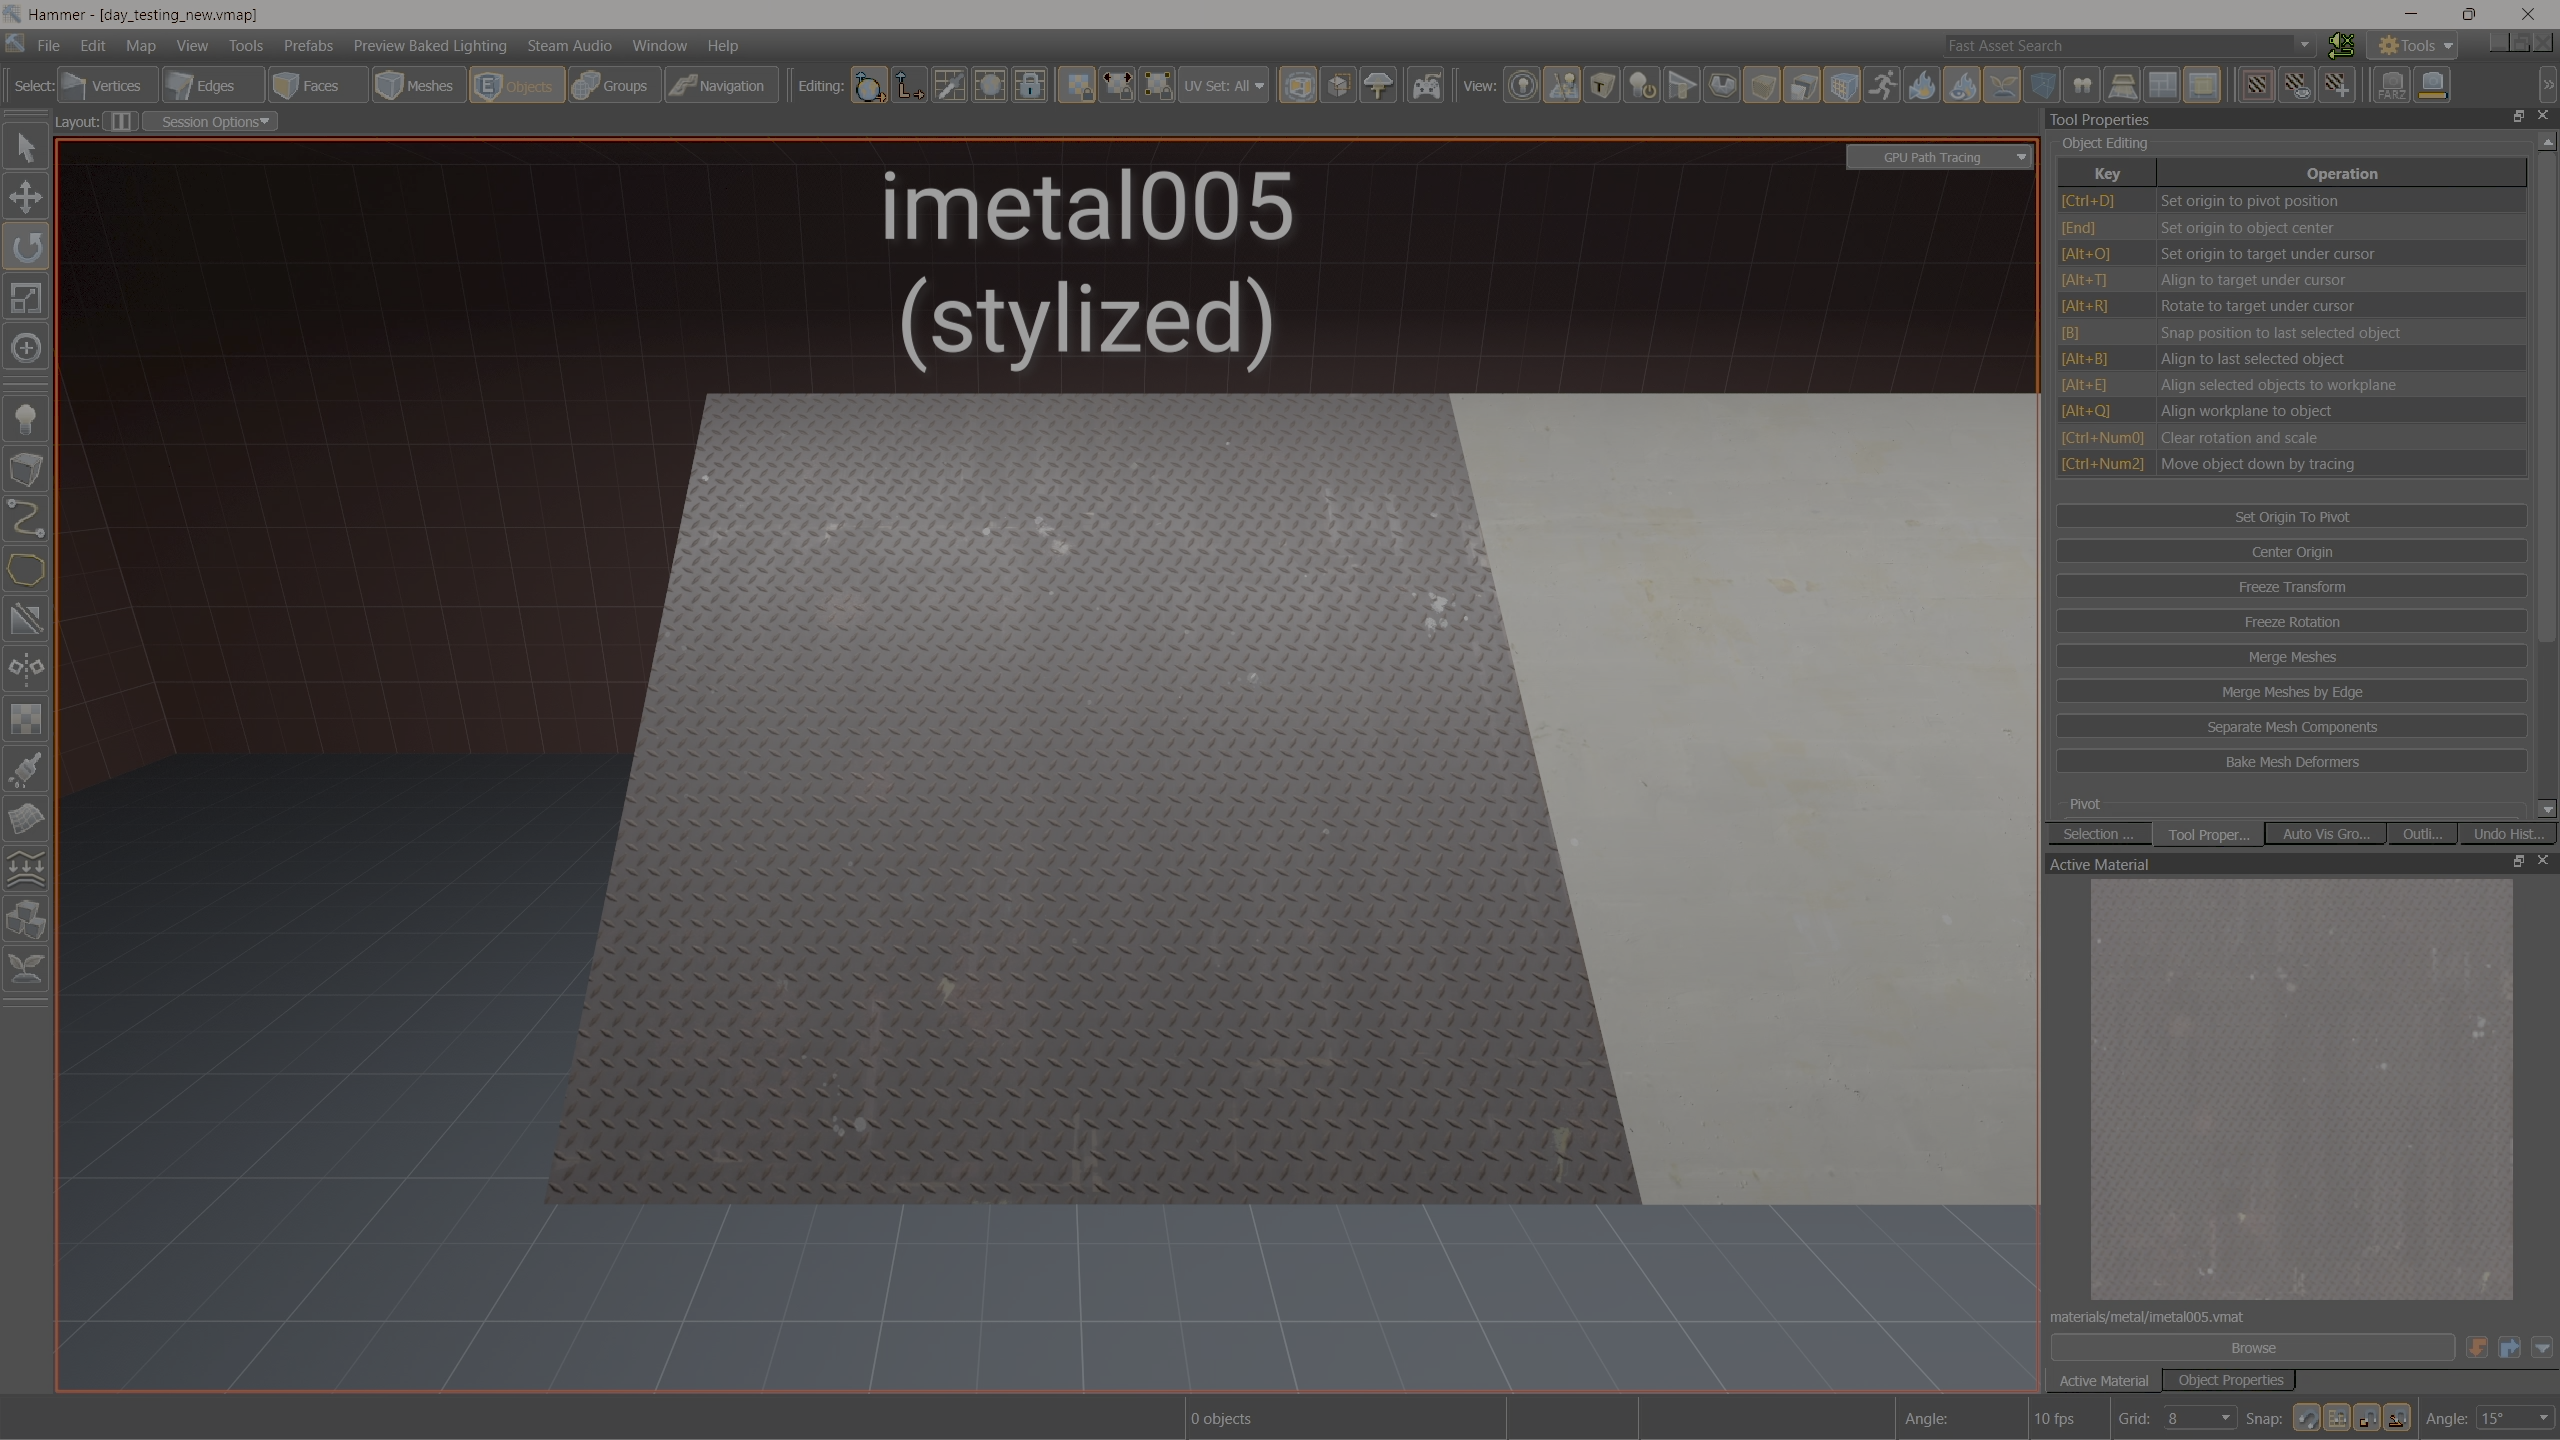 Hammer - [day_testing_new.vmap]
File Edit Map View Tools Prefabs Preview Baked Lighting Steam Audio Window Help
Fast Asset Search
Tools
Select: Vertices Edges Faces Meshes Objects Groups Navigation Editing: UV Set: All View: FARZ
Layout: Session Options
GPU Path Tracing
imetal005
(stylized)
Tool Properties
Object Editing
Key Operation
[Ctrl+D] Set origin to pivot position
[End] Set origin to object center
[Alt+O] Set origin to target under cursor
[Alt+T] Align to target under cursor
[Alt+R] Rotate to target under cursor
[B] Snap position to last selected object
[Alt+B] Align to last selected object
[Alt+E] Align selected objects to workplane
[Alt+Q] Align workplane to object
[Ctrl+Num0] Clear rotation and scale
[Ctrl+Num2] Move object down by tracing
Set Origin To Pivot
Center Origin
Freeze Transform
Freeze Rotation
Merge Meshes
Merge Meshes by Edge
Separate Mesh Components
Bake Mesh Deformers
Pivot
Selection ... Tool Proper... Auto Vis Gro... Outli... Undo Hist...
Active Material
materials/metal/imetal005.vmat
Browse
Active Material Object Properties
0 objects Angle: 10 fps Grid: 8 Snap: Angle: 15°